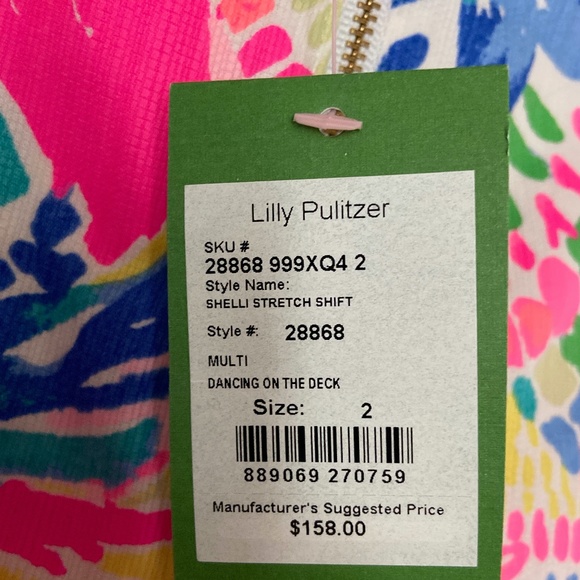 Lilly Pulitzer
SKU #
28868 999XQ4 2
Style Name:
SHELLI STRETCH SHIFT
Style #: 28868
MULTI
DANCING ON THE DECK
Size: 2
889069 270759
Manufacturer's Suggested Price
$158.00